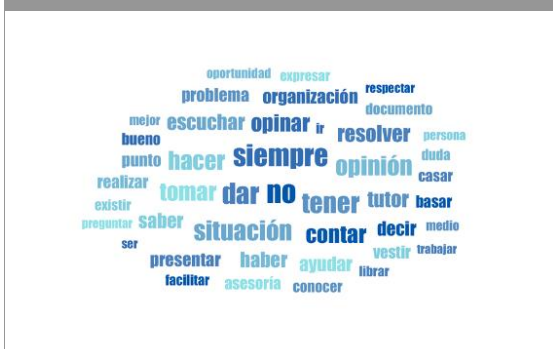 oportunidad expresar
problema organización respectar
documento
mejor escuchar opinar ir resolver persona
bueno
punto hacer siempre opinión duda
casar
realizar tomar dar no tener tutor basar
existir
preguntar saber situación contar decir medio
ser vestir trabajar
presentar haber ayudar librar
facilitar asesoría conocer